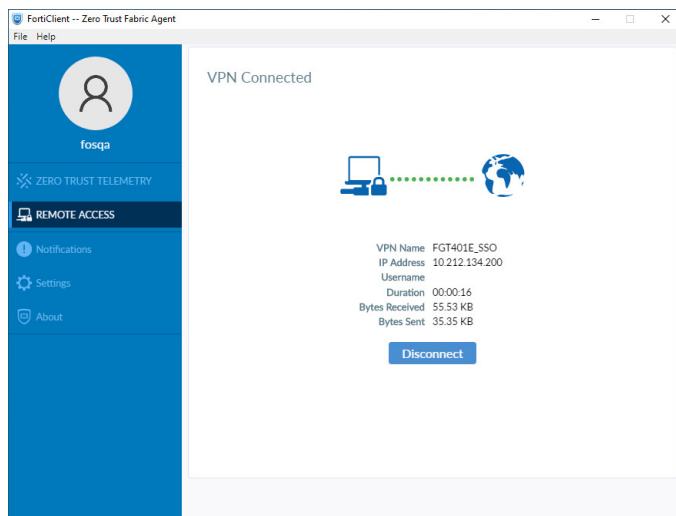 FortiClient -- Zero Trust Fabric Agent
File Help
fosqa
ZERO TRUST TELEMETRY
REMOTE ACCESS
Notifications
Settings
About
VPN Connected
VPN Name FGT401E_SSO
IP Address 10.212.134.200
Username
Duration 00:00:16
Bytes Received 55.53 KB
Bytes Sent 35.35 KB
Disconnect